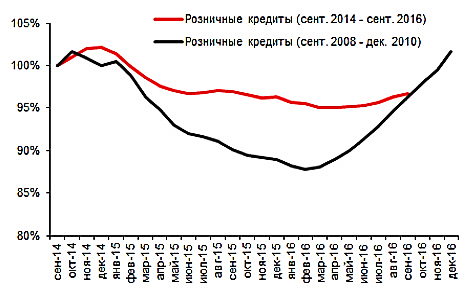 Розничные кредиты (сент. 2014 - сент. 2016)
Розничные кредиты (сент. 2008 - дек. 2010)
105%
100%
95%
90%
85%
80%
сен-14
окт-14
ноя-14
дек-14
янв-15
фев-15
мар-15
апр-15
май-15
июн-15
июл-15
авг-15
сен-15
окт-15
ноя-15
дек-15
янв-16
фев-16
мар-16
апр-16
май-16
июн-16
июл-16
авг-16
сен-16
окт-16
ноя-16
дек-16